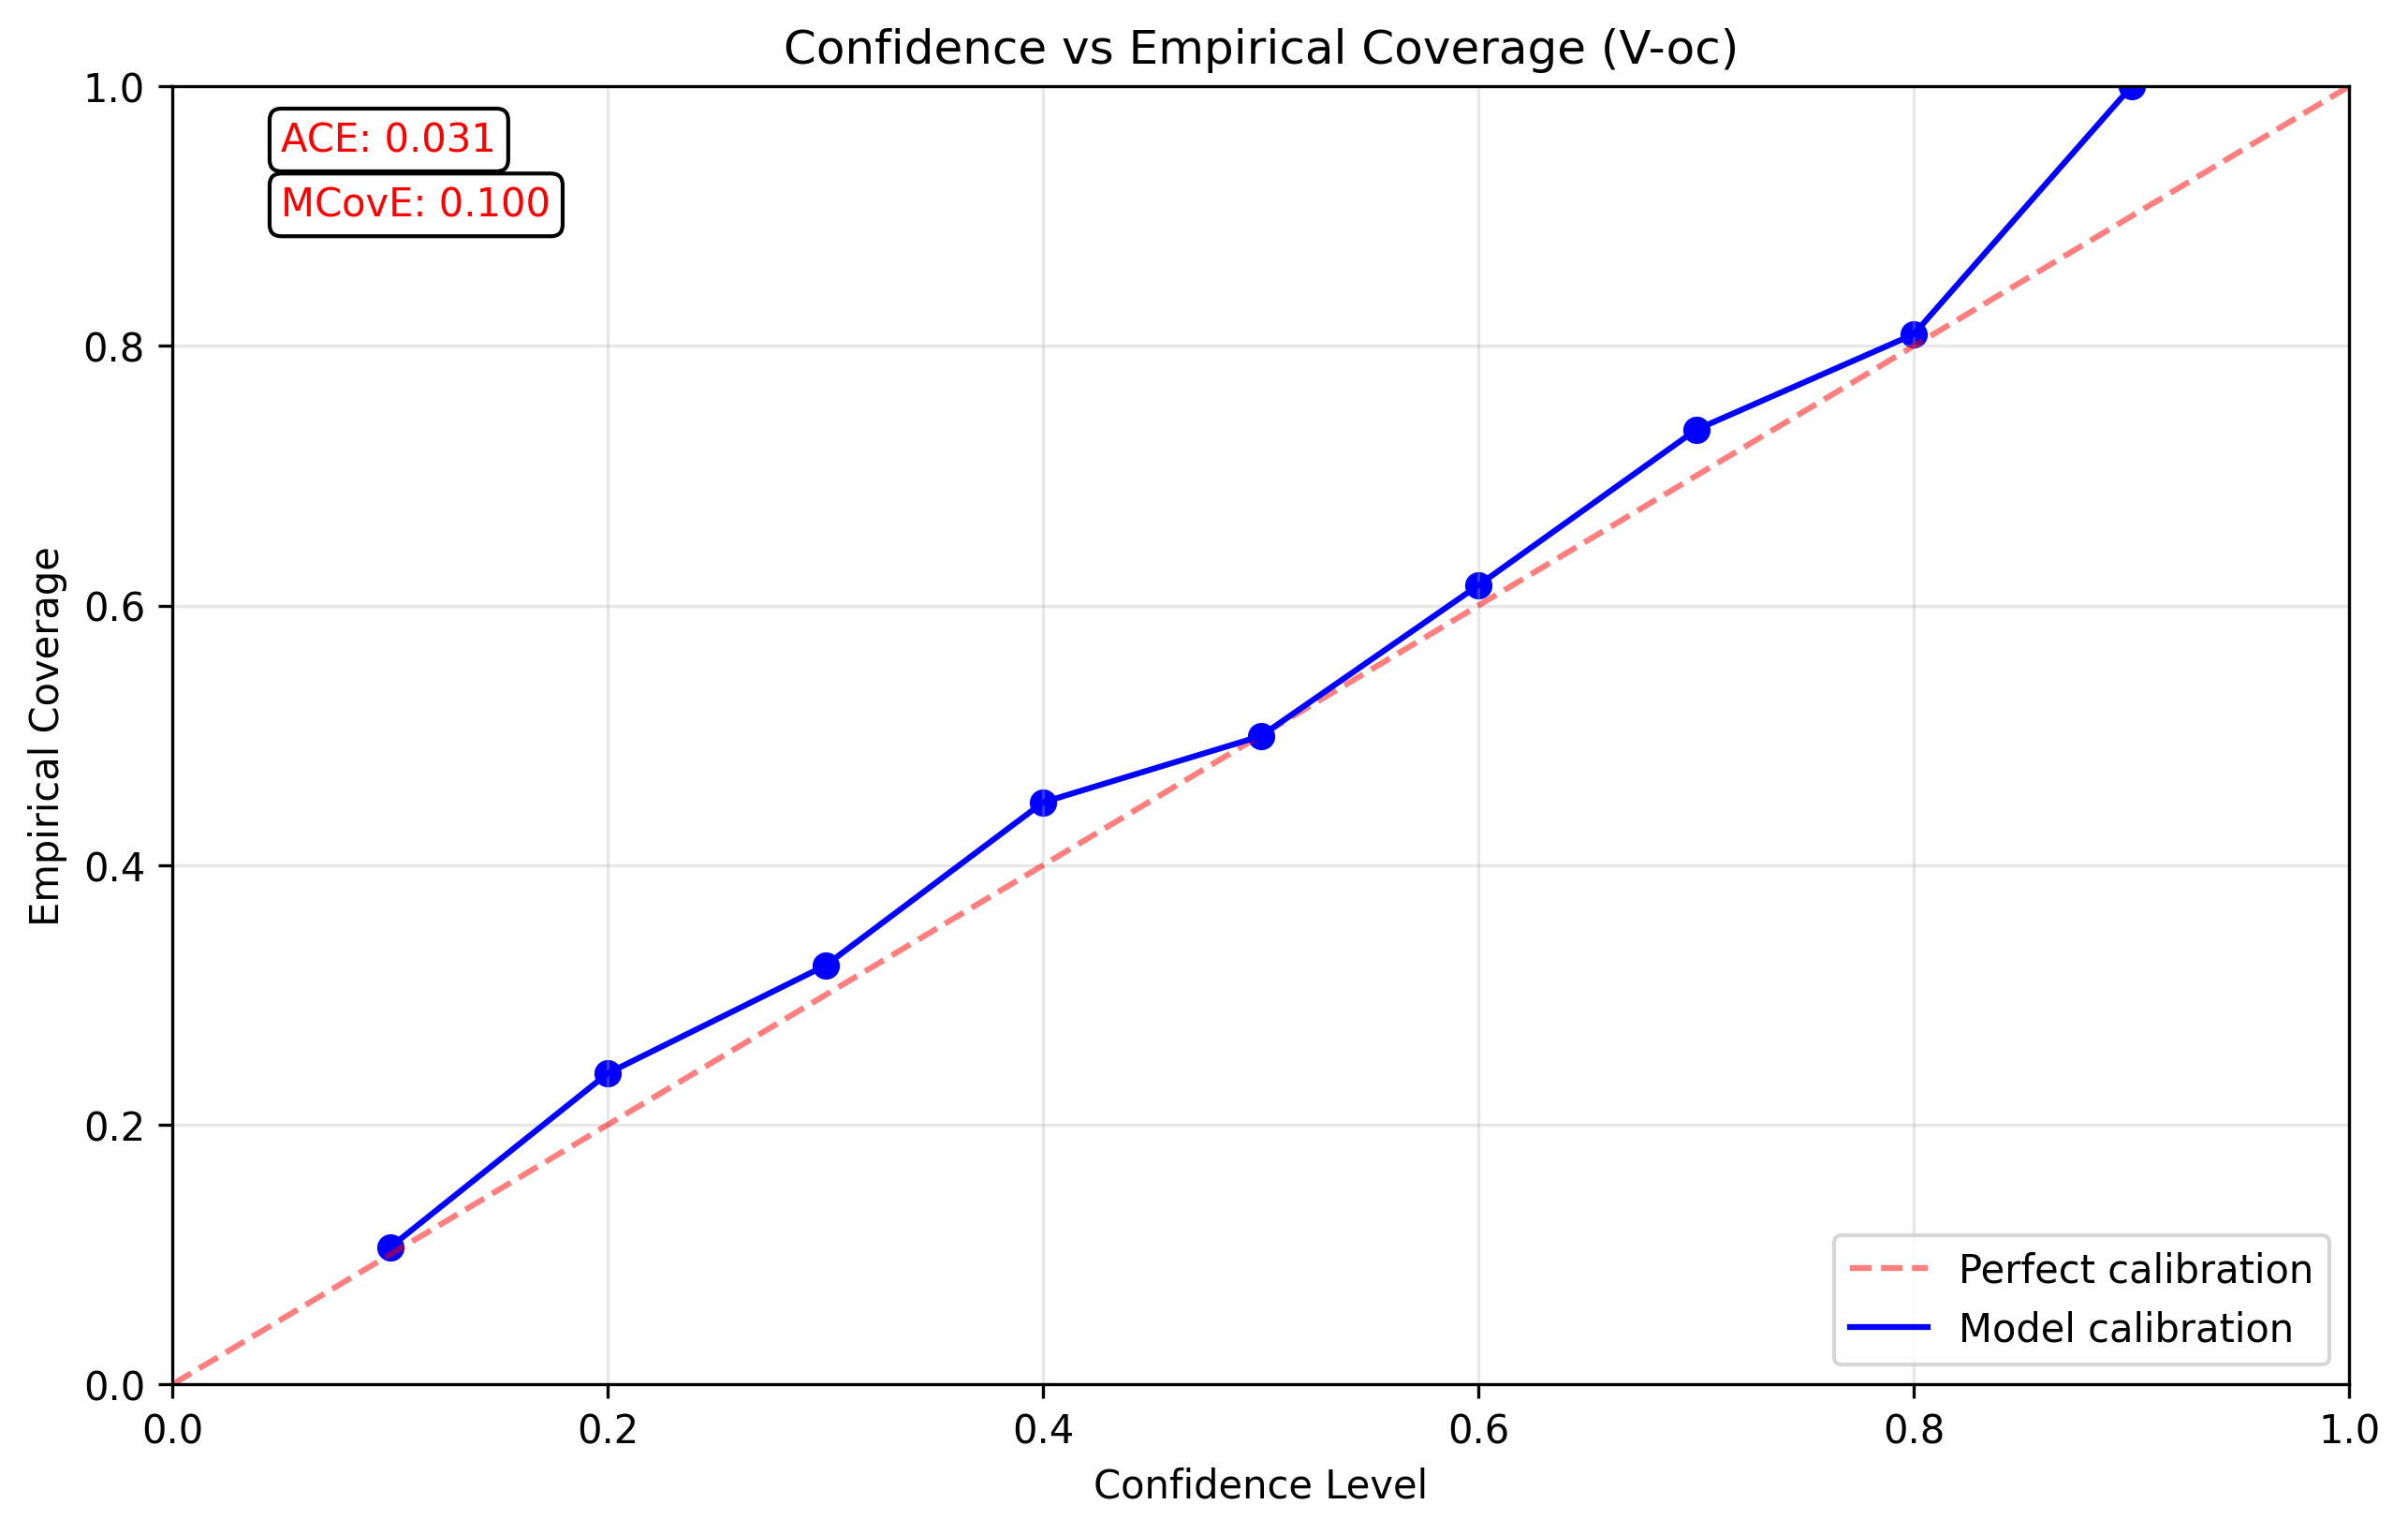 Confidence vs Empirical Coverage (V-oc)
ACE: 0.031
MCovE: 0.100
1.0
0.8
0.6
0.4
0.2
0.0
Empirical Coverage
0.0 0.2 0.4 0.6 0.8 1.0
Confidence Level
Perfect calibration
Model calibration